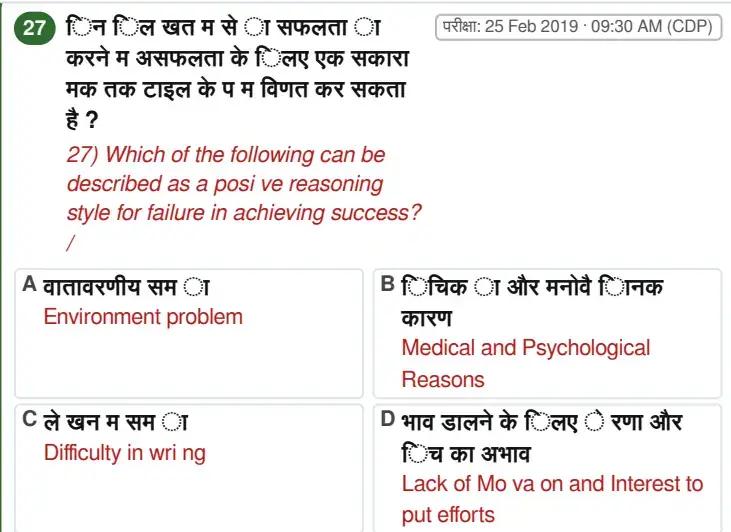 27 िन िल खत म से ा सफलता ा
परीक्षा: 25 Feb 2019 · 09:30 AM (CDP)
करने म असफलता के िलए एक सकारा
मक तक टाइल के प म विणत कर सकता
है ?
27) Which of the following can be
described as a posi ve reasoning
style for failure in achieving success?
/
A वातावरणीय सम ा
Environment problem
B िचिक ा और मनोवै िानक
कारण
Medical and Psychological
Reasons
C ले खन म सम ा
Difficulty in wri ng
D भाव डालने के िलए े रणा और
िच का अभाव
Lack of Mo va on and Interest to
put efforts